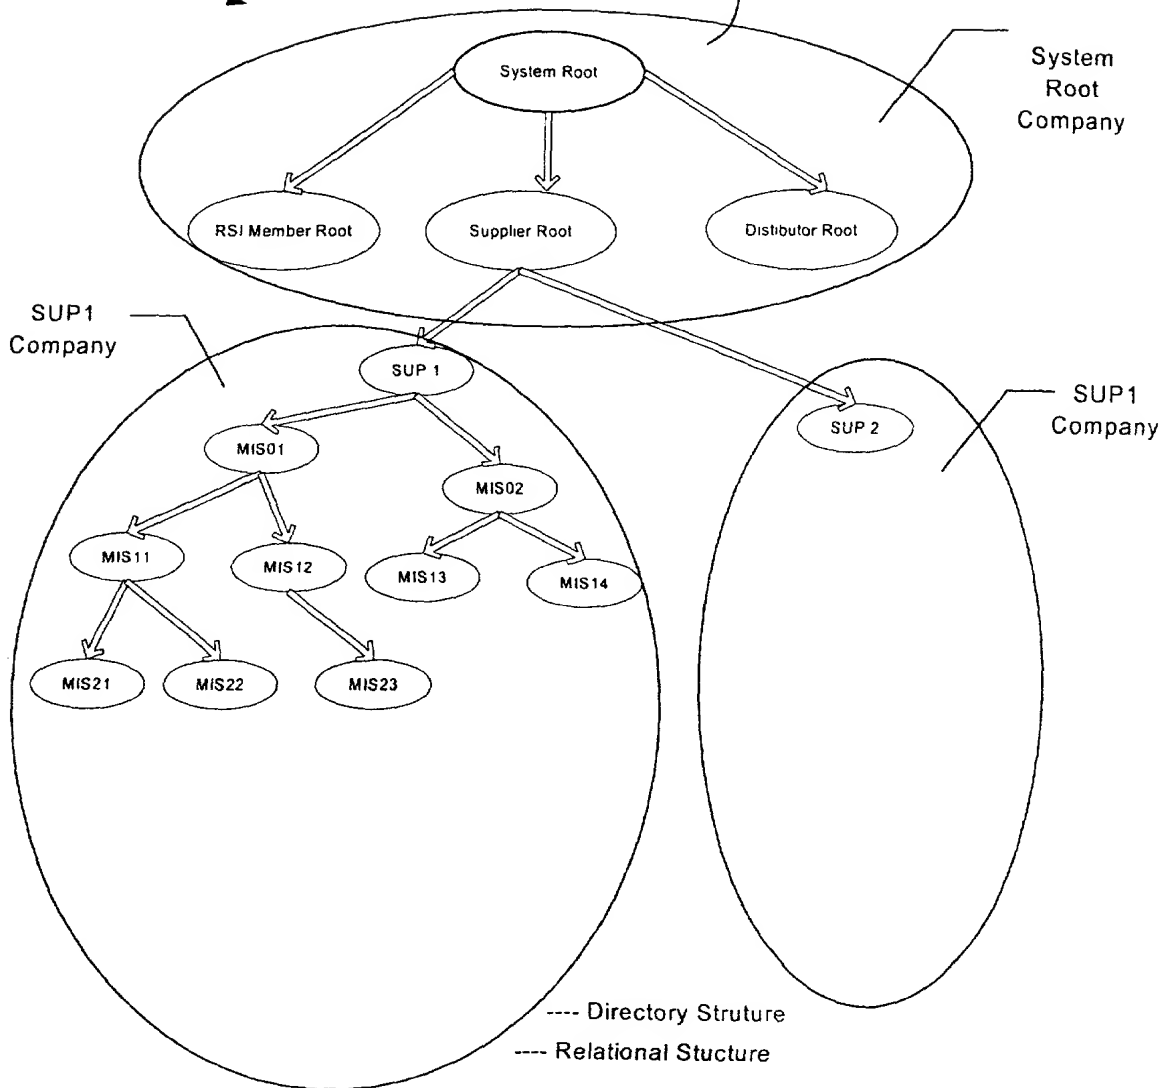 System Root
System
Root
Company
RSI Member Root
Supplier Root
Distibutor Root
SUP1
Company
SUP 1
SUP1
Company
SUP 2
MIS01
MIS02
MIS11
MIS12
MIS13
MIS14
MIS21
MIS22
MIS23
---- Directory Struture
---- Relational Stucture